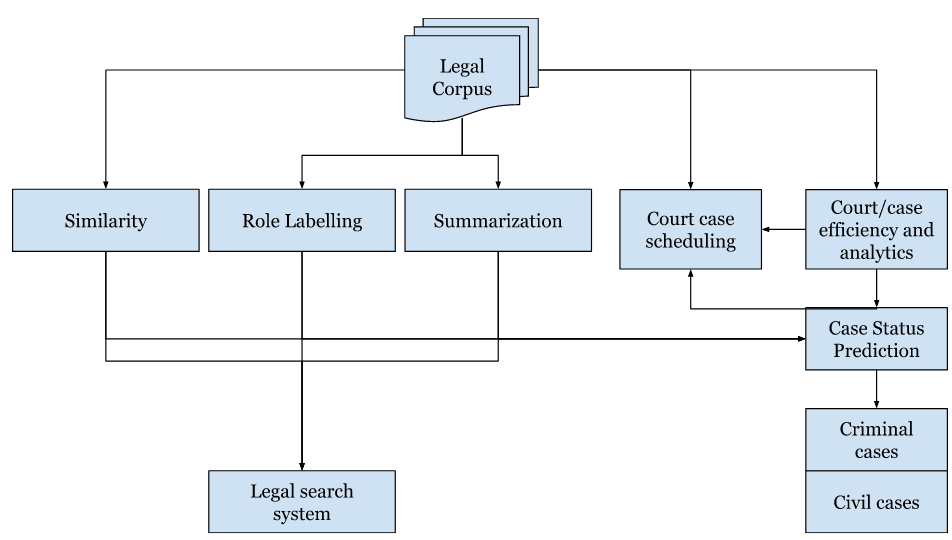 Legal
Corpus
Similarity
Role Labelling
Summarization
Court case
scheduling
Court/case
efficiency and
analytics
Case Status
Prediction
Criminal
cases
Civil cases
Legal search
system